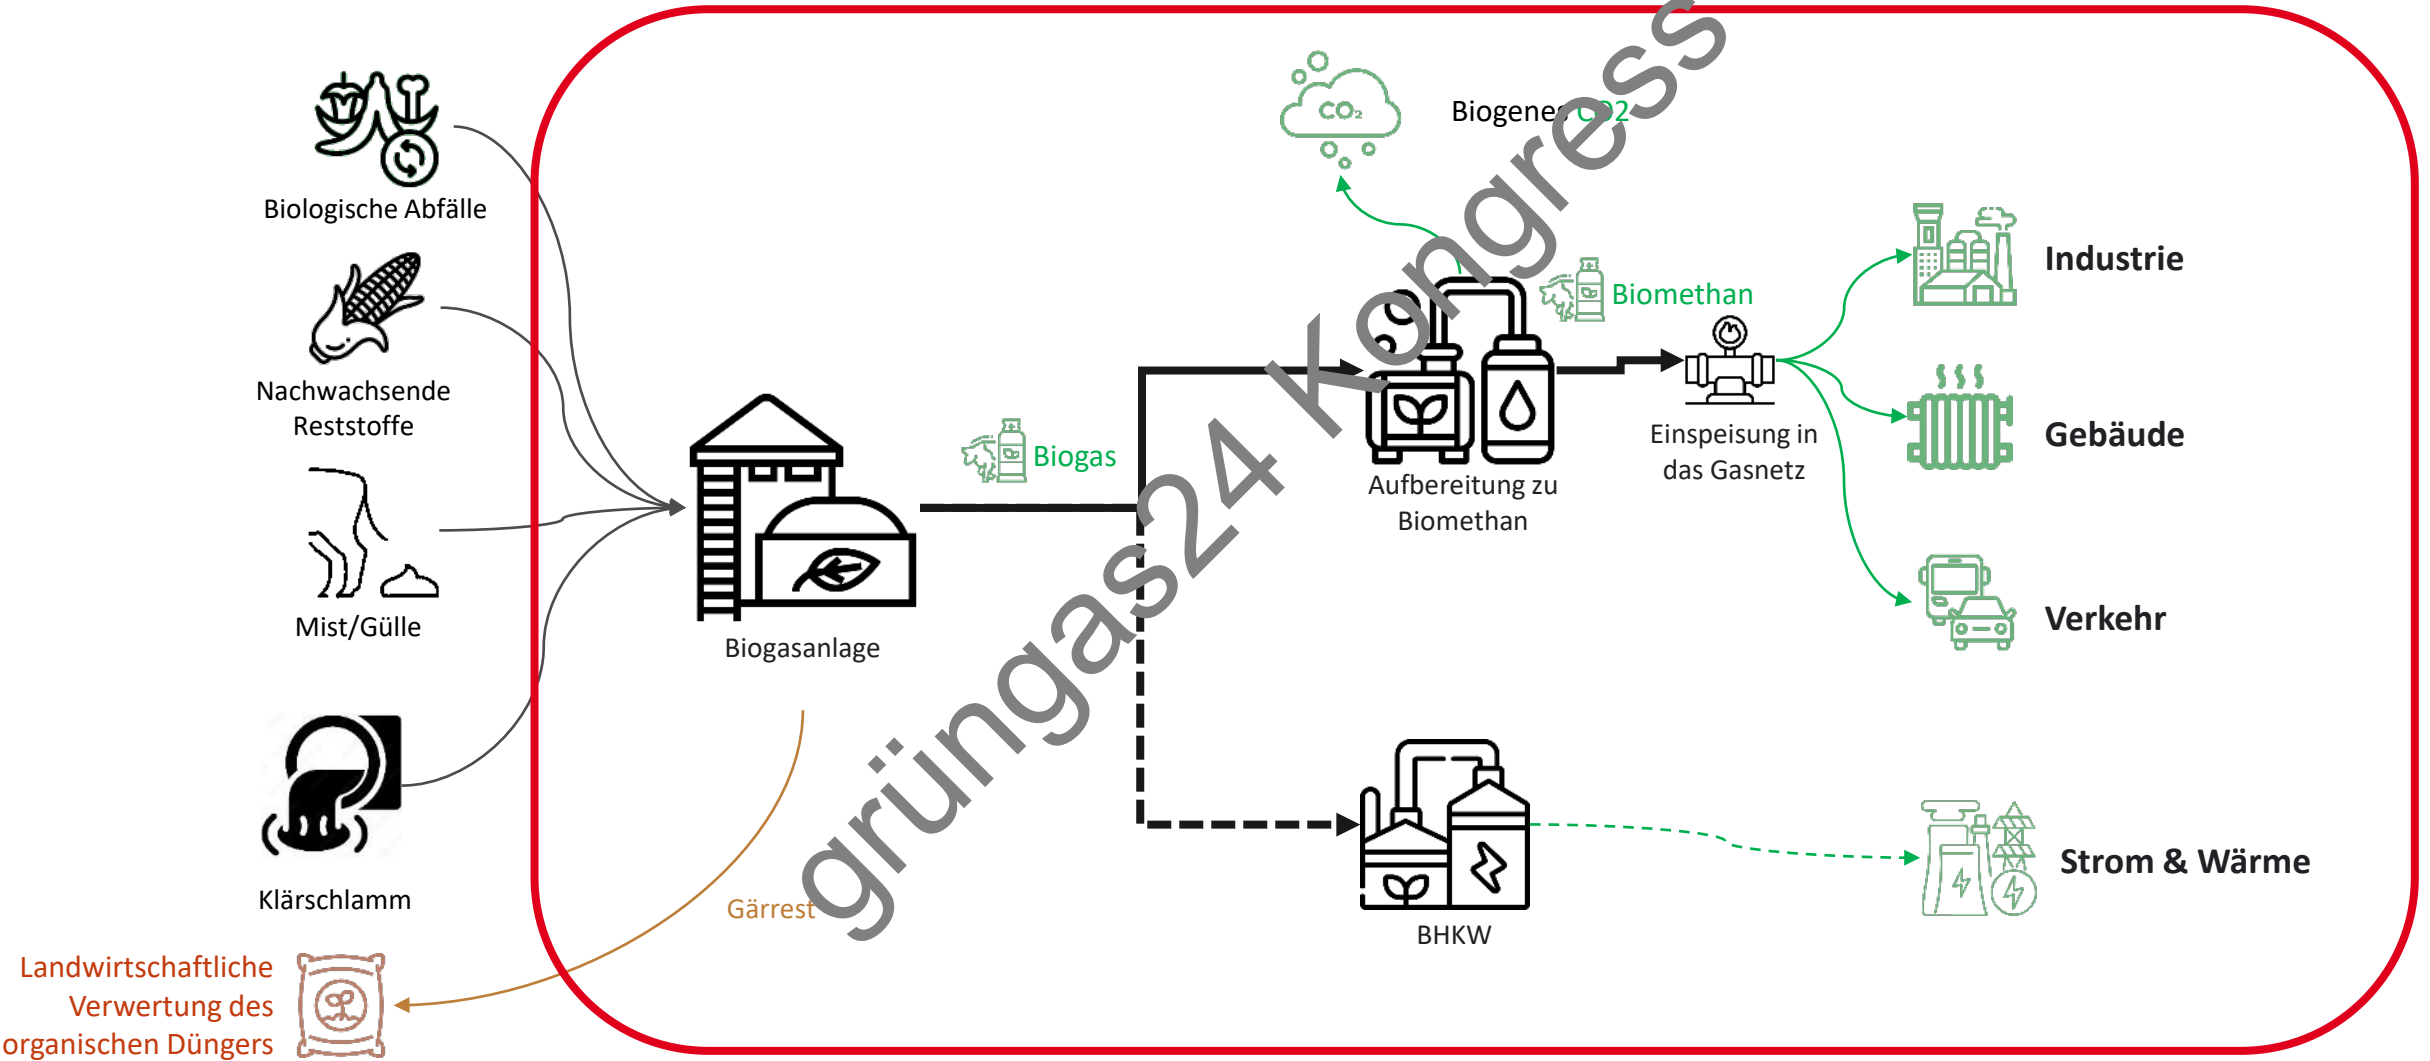 Biologische Abfälle
Nachwachsende
Reststoffe
Mist/Gülle
Klärschlamm
Landwirtschaftliche
Verwertung des
organischen Düngers
Biogasanlage
Gärrest
Biogas
CO₂
Biogenes CO2
Biomethan
Aufbereitung zu
Biomethan
Einspeisung in
das Gasnetz
BHKW
Industrie
Gebäude
Verkehr
Strom & Wärme
grüngas24 Kongress